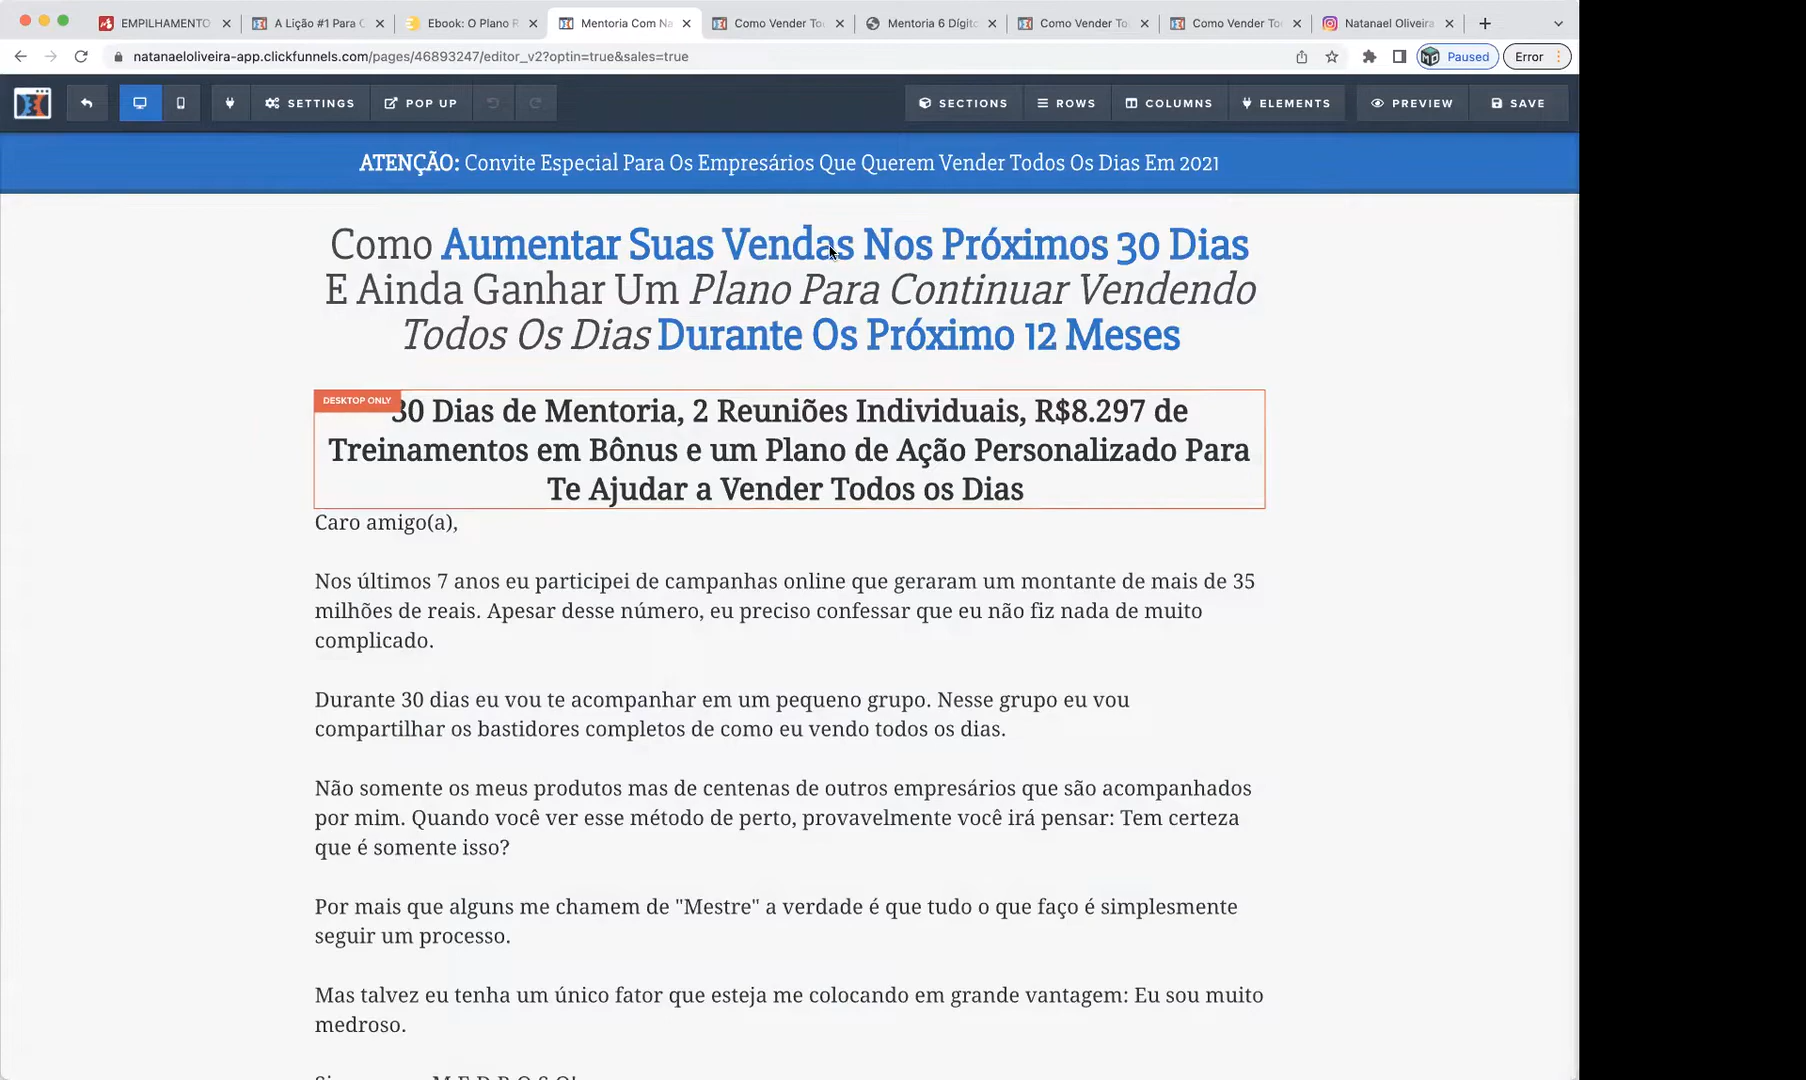 EMPILHAMENTO
A Lição #1 Para C
Ebook: O Plano R
Mentoria Com Na
Como Vender To
Mentoria 6 Dígito
Como Vender To
Como Vender To
Natanael Oliveira
natanaeloliveira-app.clickfunnels.com/pages/46893247/editor_v2?optin=true&sales=true
Paused
Error
SETTINGS
POP UP
SECTIONS
ROWS
COLUMNS
ELEMENTS
PREVIEW
SAVE
ATENÇÃO: Convite Especial Para Os Empresários Que Querem Vender Todos Os Dias Em 2021
Como Aumentar Suas Vendas Nos Próximos 30 Dias
E Ainda Ganhar Um Plano Para Continuar Vendendo
Todos Os Dias Durante Os Próximo 12 Meses
DESKTOP ONLY
30 Dias de Mentoria, 2 Reuniões Individuais, R$8.297 de
Treinamentos em Bônus e um Plano de Ação Personalizado Para
Te Ajudar a Vender Todos os Dias
Caro amigo(a),
Nos últimos 7 anos eu participei de campanhas online que geraram um montante de mais de 35
milhões de reais. Apesar desse número, eu preciso confessar que eu não fiz nada de muito
complicado.
Durante 30 dias eu vou te acompanhar em um pequeno grupo. Nesse grupo eu vou
compartilhar os bastidores completos de como eu vendo todos os dias.
Não somente os meus produtos mas de centenas de outros empresários que são acompanhados
por mim. Quando você ver esse método de perto, provavelmente você irá pensar: Tem certeza
que é somente isso?
Por mais que alguns me chamem de "Mestre" a verdade é que tudo o que faço é simplesmente
seguir um processo.
Mas talvez eu tenha um único fator que esteja me colocando em grande vantagem: Eu sou muito
medroso.